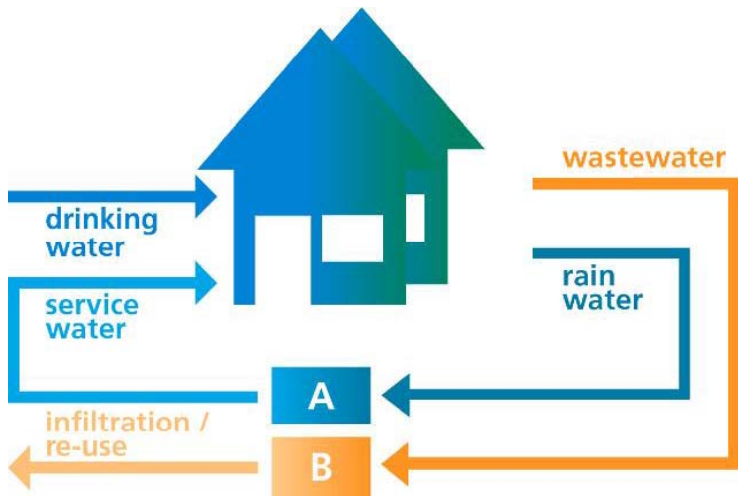 wastewater
drinking
water
rain
water
service
water
A
infiltration /
re-use
B